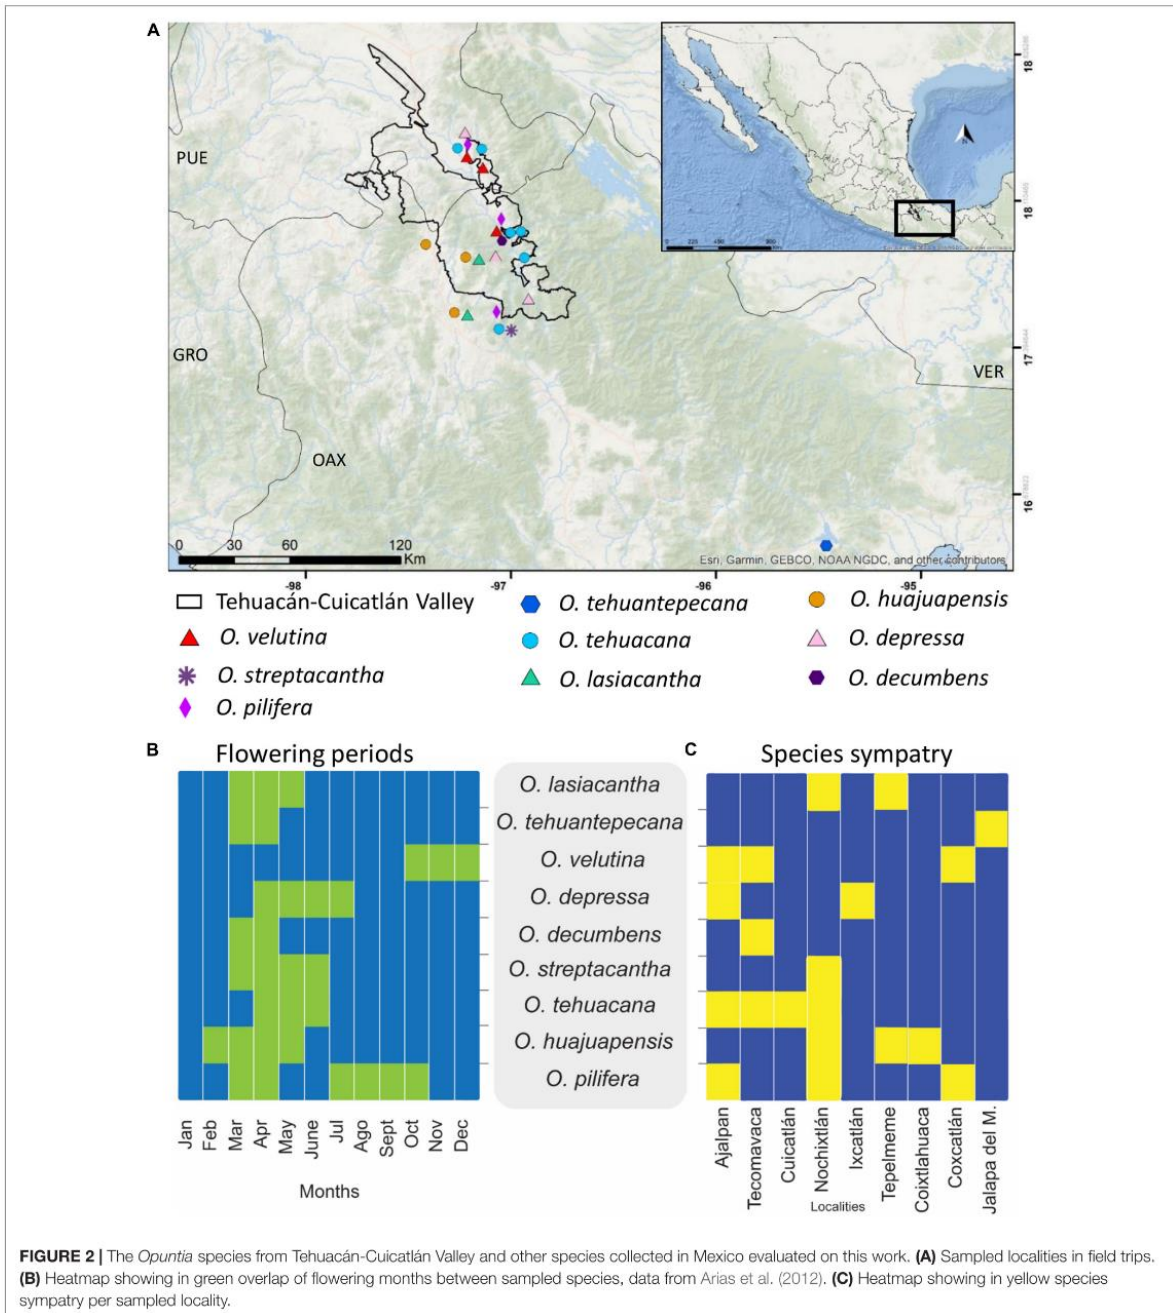 A
PUE
GRO
OAX
VER
18
18
17
16
0 30 60 120
Km
Esri, Garmin, GEBCO, NOAA NGDC, and other contributors
-98 -97 -96 -95
Tehuacán-Cuicatlán Valley
O. tehuantepecana
O. huajuapensis
O. velutina
O. tehuacana
O. depressa
O. streptacantha
O. lasiacantha
O. decumbens
O. pilifera
B
Flowering periods
C
Species sympatry
O. lasiacantha
O. tehuantepecana
O. velutina
O. depressa
O. decumbens
O. streptacantha
O. tehuacana
O. huajuapensis
O. pilifera
Jan
Feb
Mar
Apr
May
June
Jul
Ago
Sept
Oct
Nov
Dec
Months
Ajalpan
Tecomavaca
Cuicatlán
Nochixtlán
Ixcatlán
Tepelmeme
Coixtlahuaca
Coxcatlán
Jalapa del M.
Localities
FIGURE 2 | The Opuntia species from Tehuacán-Cuicatlán Valley and other species collected in Mexico evaluated on this work. (A) Sampled localities in field trips.
(B) Heatmap showing in green overlap of flowering months between sampled species, data from Arias et al. (2012). (C) Heatmap showing in yellow species
sympatry per sampled locality.